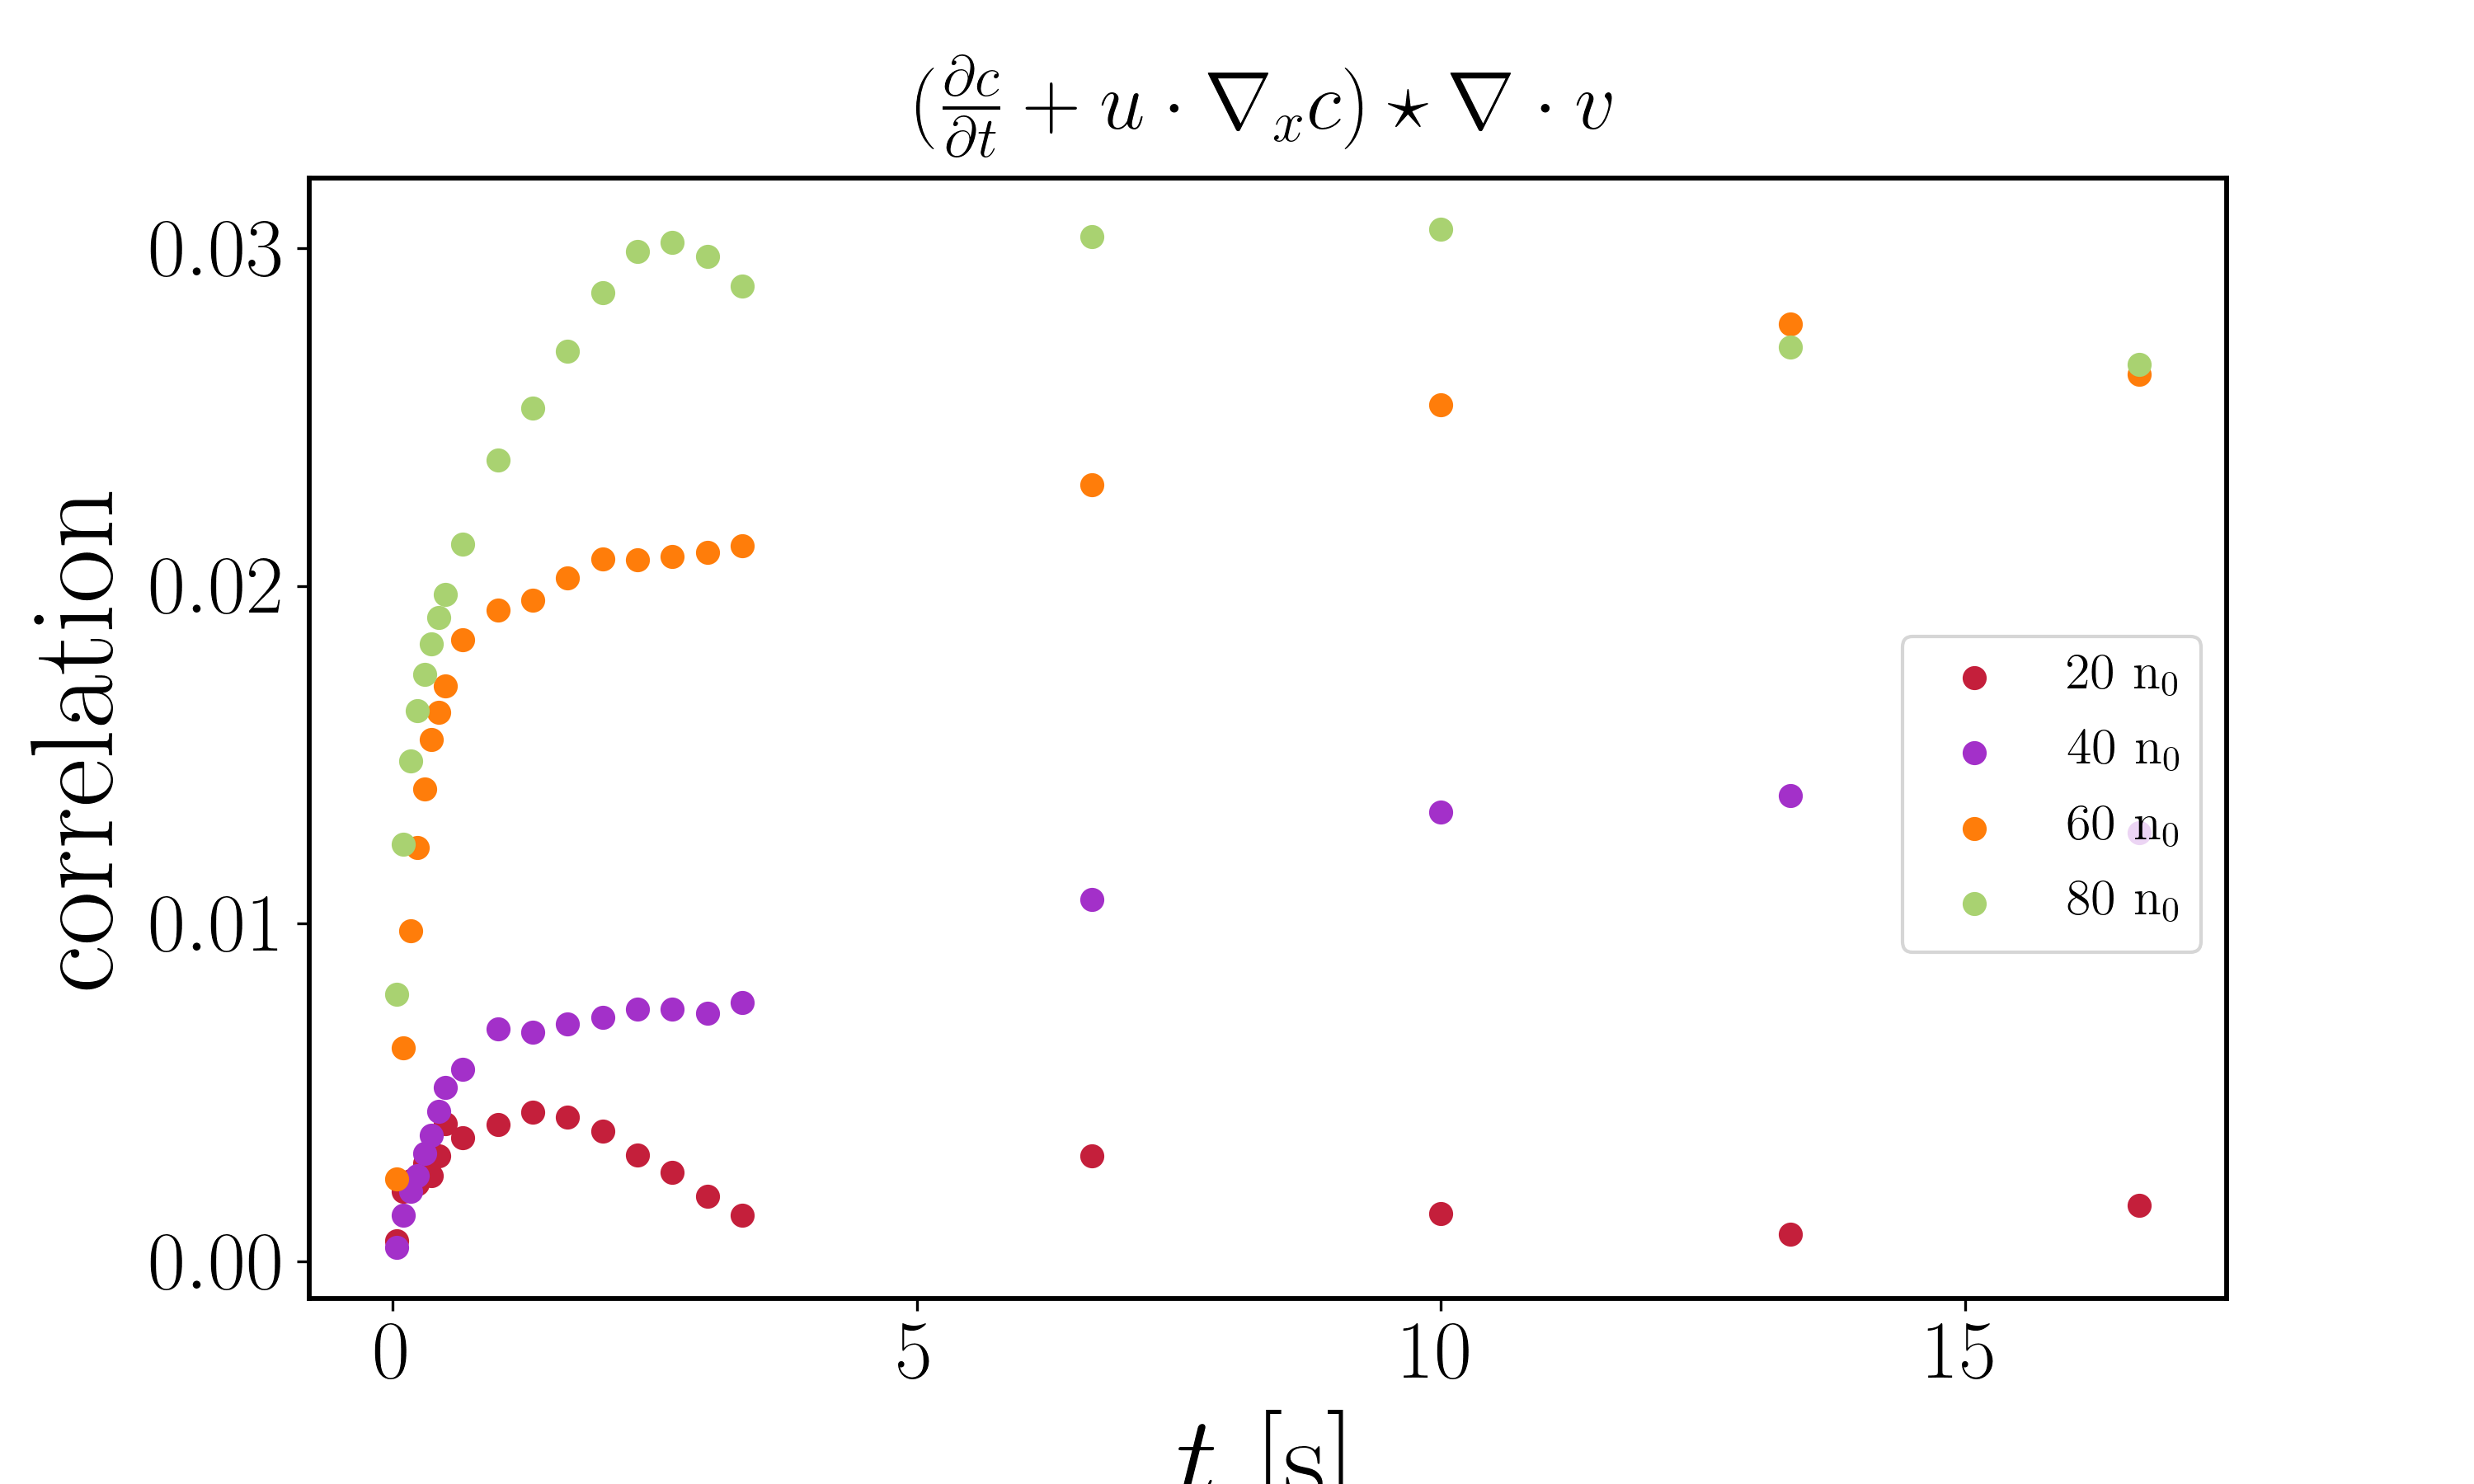 (∂c/∂t + u · ∇ₓc) ⋆ ∇ · v
correlation
0.03
0.02
0.01
0.00
20 n₀
40 n₀
60 n₀
80 n₀
0 5 10 15
t [s]